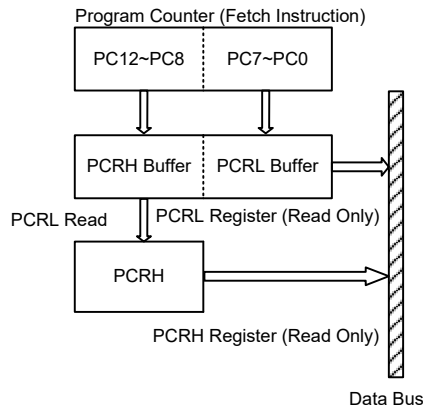 Program Counter (Fetch Instruction)
PC12~PC8 PC7~PC0
PCRH Buffer PCRL Buffer
PCRL Read
PCRL Register (Read Only)
PCRH
PCRH Register (Read Only)
Data Bus